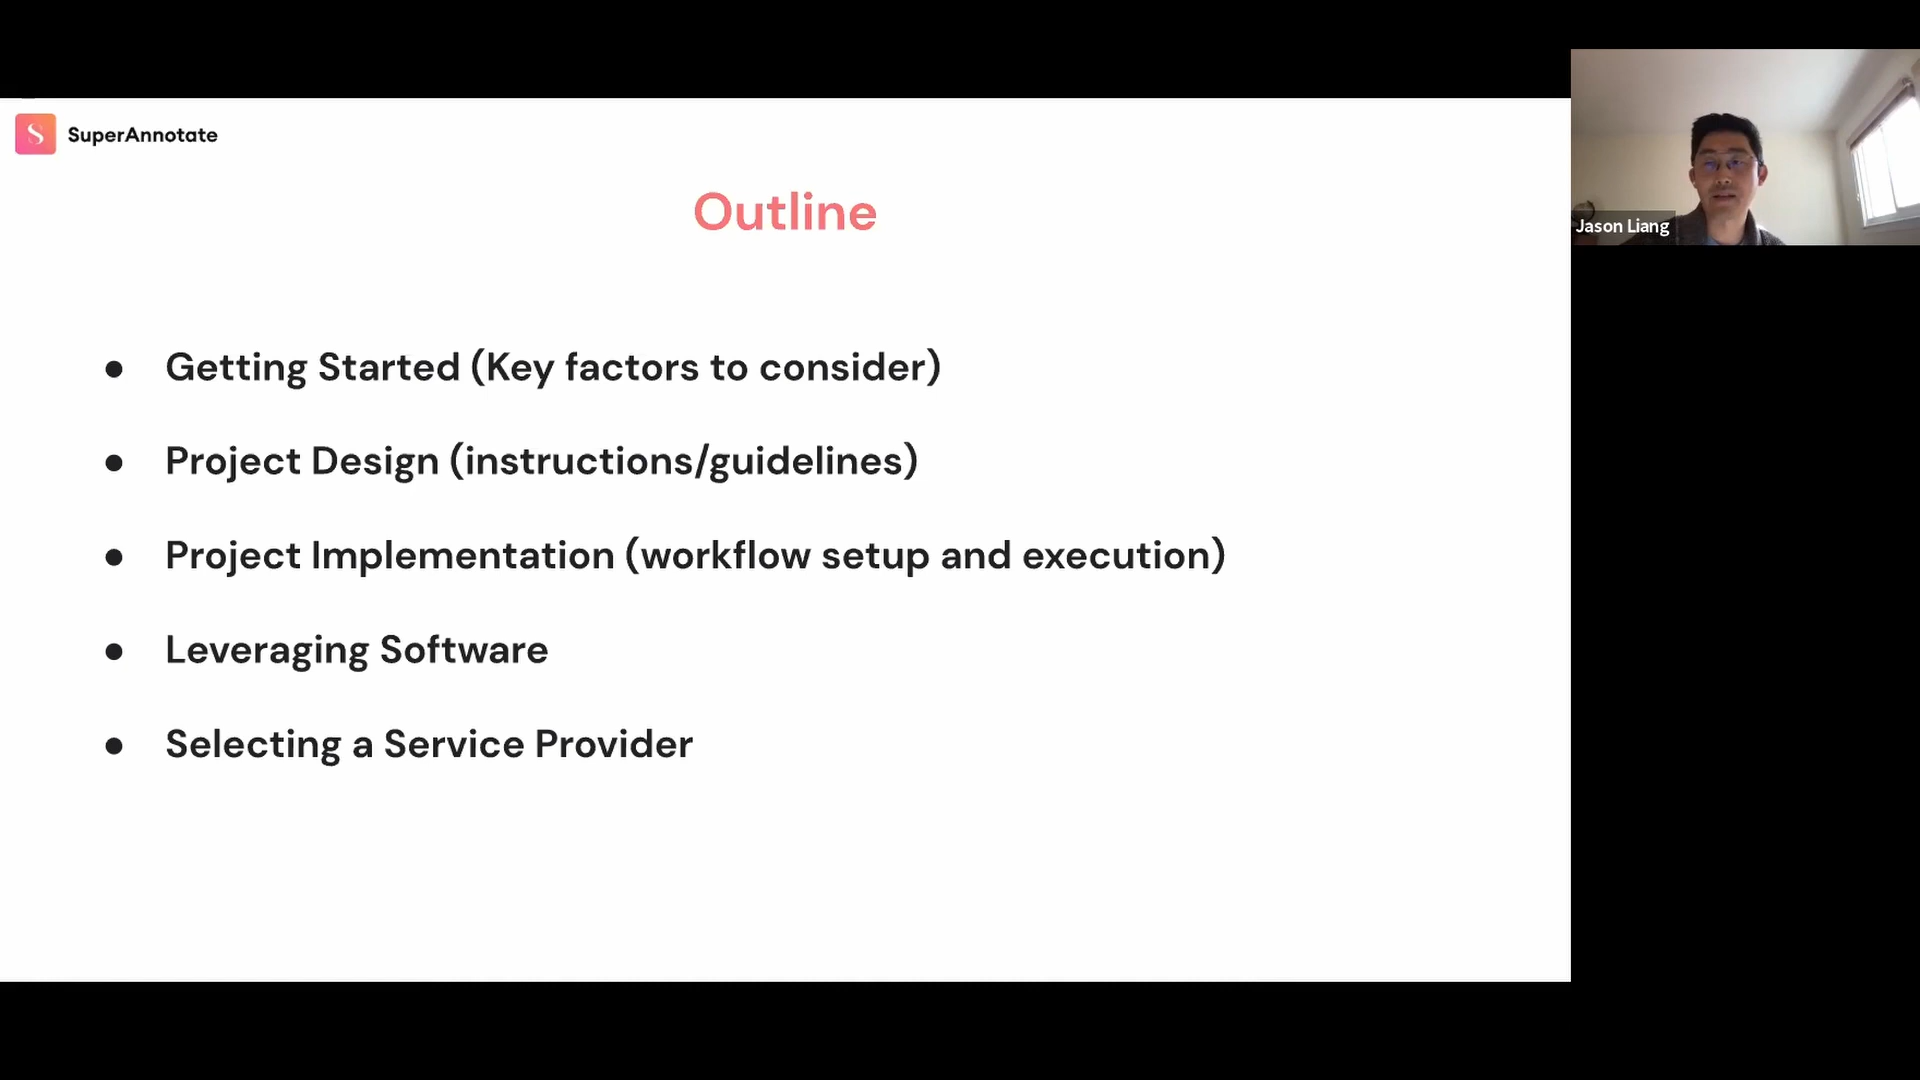 SuperAnnotate
Outline
● Getting Started (Key factors to consider)
● Project Design (instructions/guidelines)
● Project Implementation (workflow setup and execution)
● Leveraging Software
● Selecting a Service Provider
Jason Liang